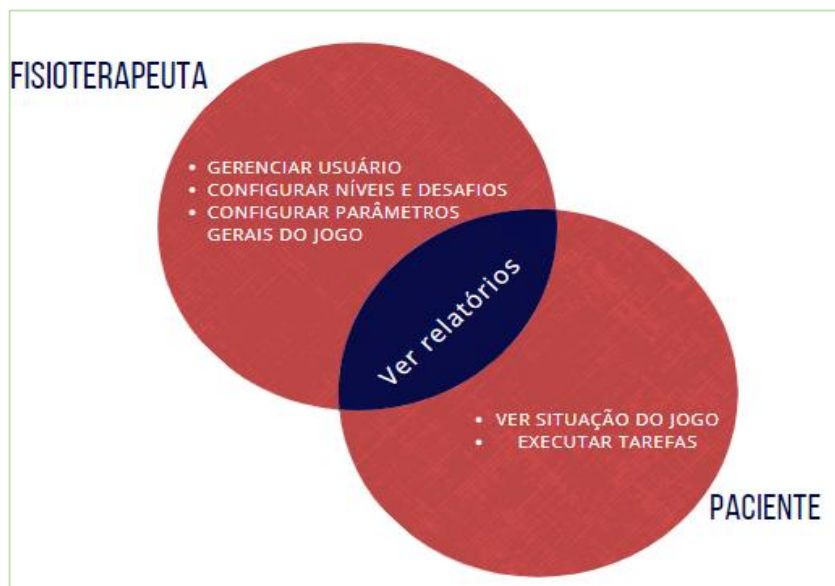 FISIOTERAPEUTA
• GERENCIAR USUÁRIO
• CONFIGURAR NÍVEIS E DESAFIOS
• CONFIGURAR PARÂMETROS
GERAIS DO JOGO
Ver relatórios
• VER SITUAÇÃO DO JOGO
• EXECUTAR TAREFAS
PACIENTE